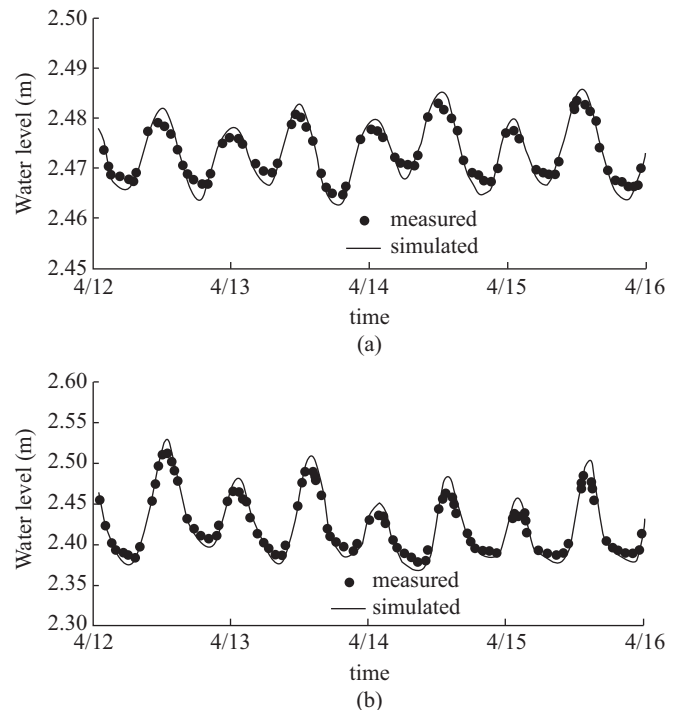 2.50
2.49
2.48
2.47
2.46
2.45
Water level (m)
measured
simulated
4/12 4/13 4/14 4/15 4/16
time
(a)
2.60
2.55
2.50
2.45
2.40
2.35
2.30
Water level (m)
measured
simulated
4/12 4/13 4/14 4/15 4/16
time
(b)